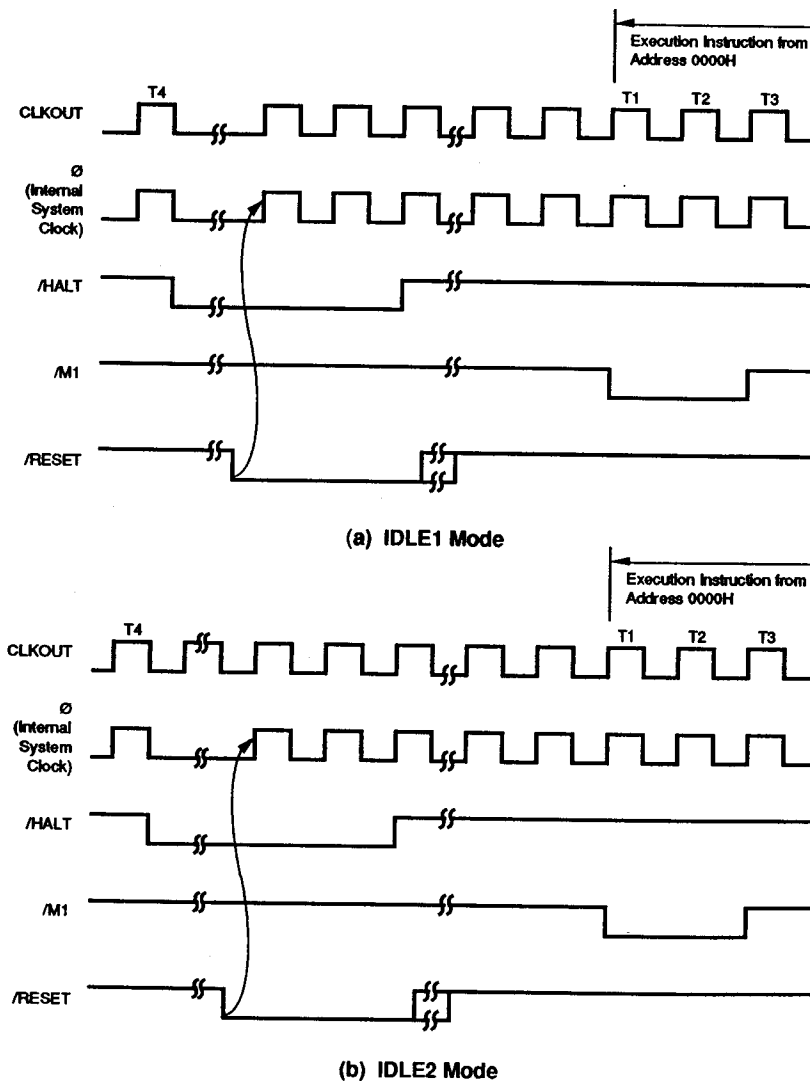 Execution Instruction from
Address 0000H
T4
T1
T2
T3
CLKOUT
Ø
(Internal
System
Clock)
/HALT
/M1
/RESET
(a) IDLE1 Mode
Execution Instruction from
Address 0000H
T4
T1
T2
T3
CLKOUT
Ø
(Internal
System
Clock)
/HALT
/M1
/RESET
(b) IDLE2 Mode